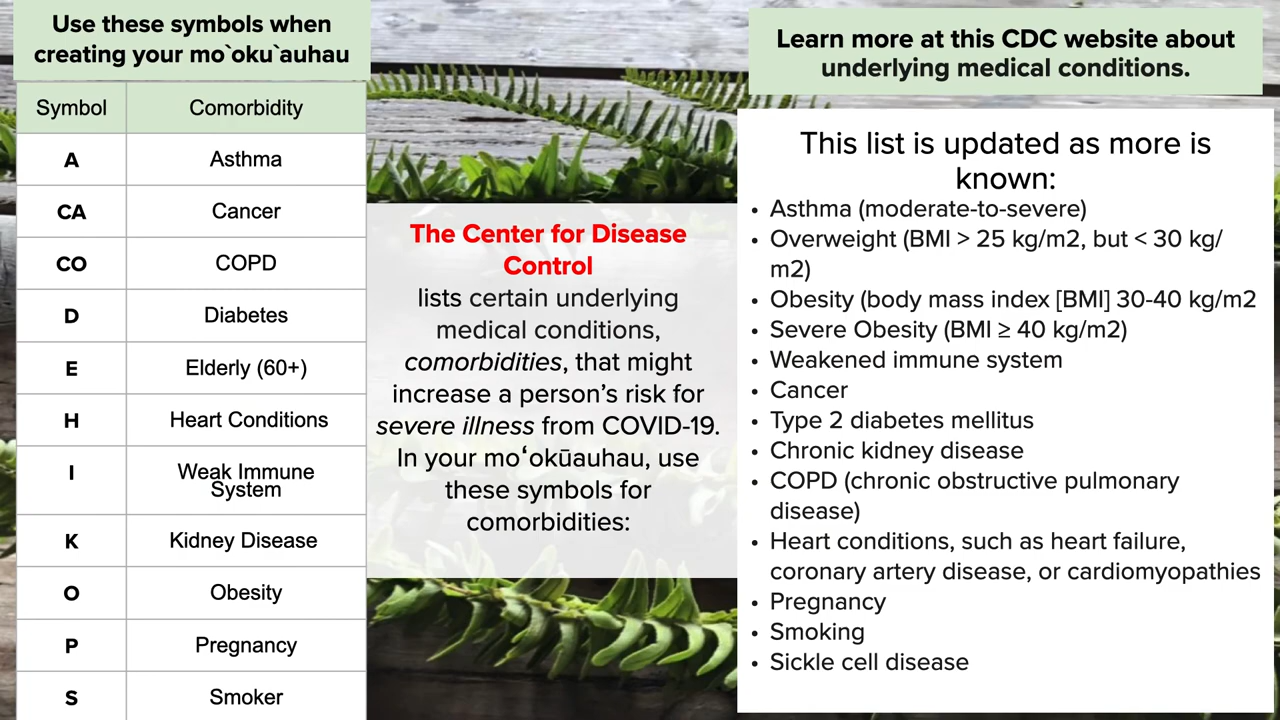 Use these symbols when
creating your mo`oku`auhau
Symbol Comorbidity
A Asthma
CA Cancer
CO COPD
D Diabetes
E Elderly (60+)
H Heart Conditions
I Weak Immune
System
K Kidney Disease
O Obesity
P Pregnancy
S Smoker
The Center for Disease
Control
lists certain underlying
medical conditions,
comorbidities, that might
increase a person’s risk for
severe illness from COVID-19.
In your moʻokūauhau, use
these symbols for
comorbidities:
Learn more at this CDC website about
underlying medical conditions.
This list is updated as more is
known:
• Asthma (moderate-to-severe)
• Overweight (BMI > 25 kg/m2, but < 30 kg/
m2)
• Obesity (body mass index [BMI] 30-40 kg/m2
• Severe Obesity (BMI ≥ 40 kg/m2)
• Weakened immune system
• Cancer
• Type 2 diabetes mellitus
• Chronic kidney disease
• COPD (chronic obstructive pulmonary
disease)
• Heart conditions, such as heart failure,
coronary artery disease, or cardiomyopathies
• Pregnancy
• Smoking
• Sickle cell disease